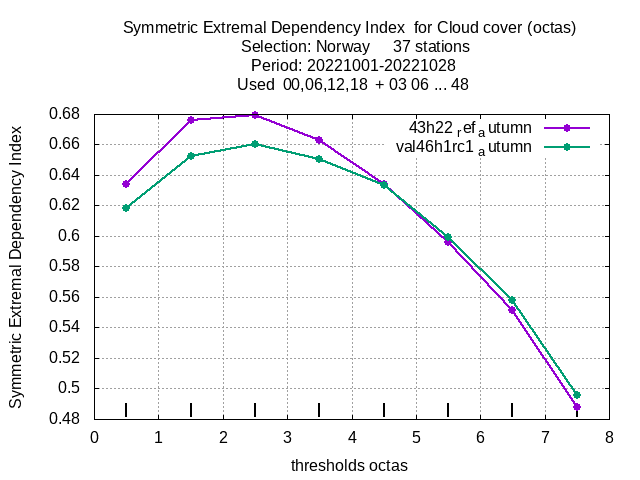 Symmetric Extremal Dependency Index for Cloud cover (octas)
Selection: Norway 37 stations
Period: 20221001-20221028
Used 00,06,12,18 + 03 06 ... 48
43h22 refautumn
val46h1rc1 autumn
Symmetric Extremal Dependency Index
0.68
0.66
0.64
0.62
0.6
0.58
0.56
0.54
0.52
0.5
0.48
0 1 2 3 4 5 6 7 8
thresholds octas